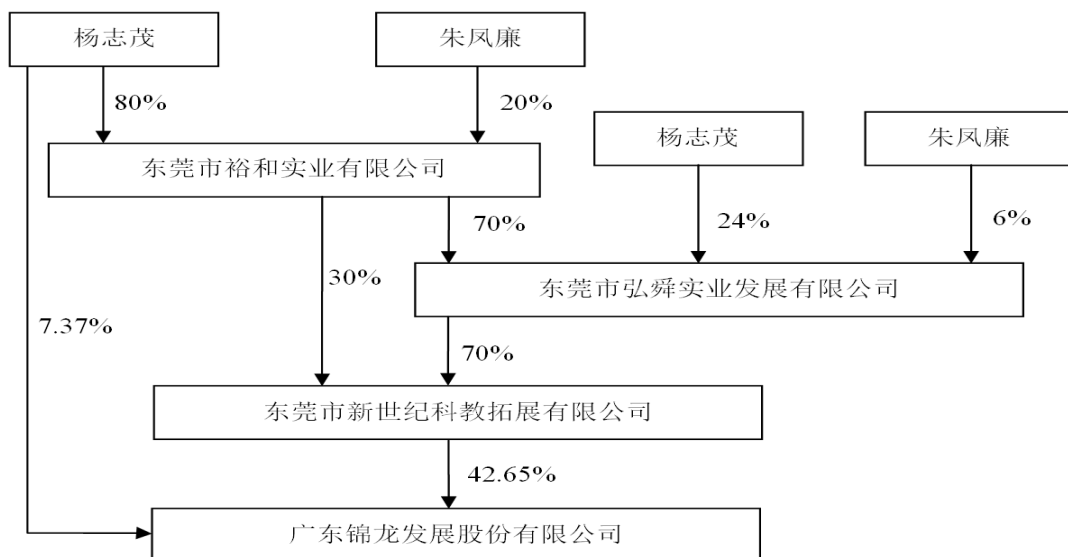 杨志茂
朱凤廉
80%
20%
杨志茂
朱凤廉
东莞市裕和实业有限公司
70%
24%
6%
30%
东莞市弘舜实业发展有限公司
7.37%
70%
东莞市新世纪科教拓展有限公司
42.65%
广东锦龙发展股份有限公司